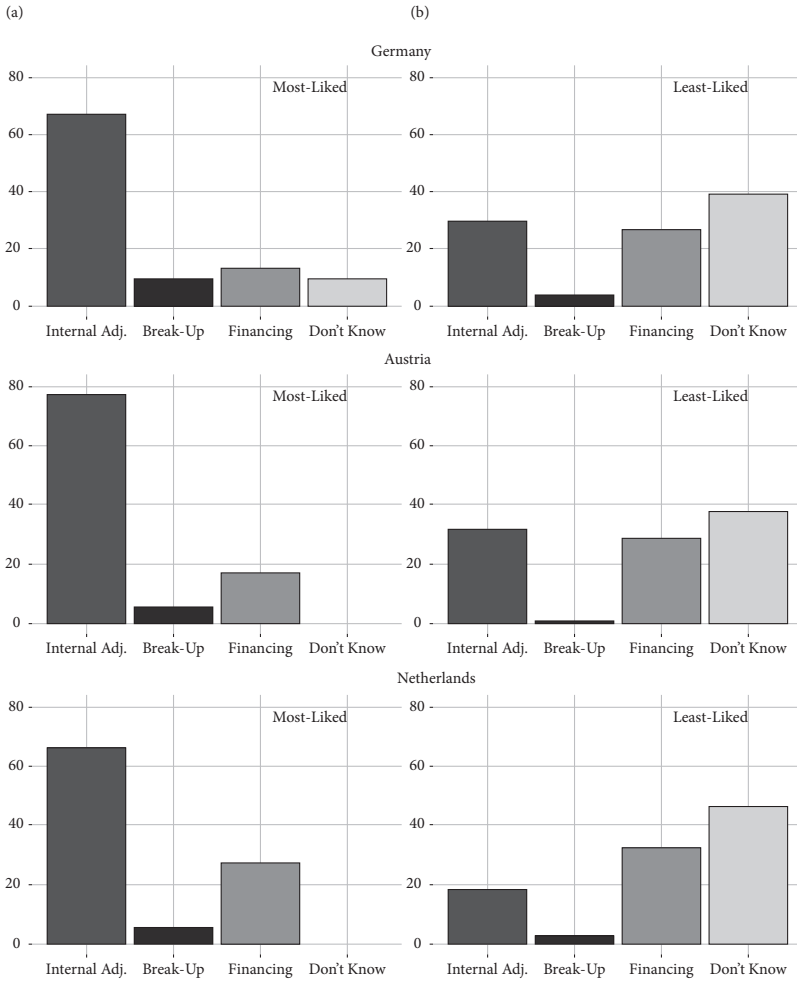 (a) (b)
Germany
Most-Liked
80
60
40
20
0
Internal Adj. Break-Up Financing Don't Know
Least-Liked
80
60
40
20
0
Internal Adj. Break-Up Financing Don't Know
Austria
Most-Liked
80
60
40
20
0
Internal Adj. Break-Up Financing Don't Know
Least-Liked
80
60
40
20
0
Internal Adj. Break-Up Financing Don't Know
Netherlands
Most-Liked
80
60
40
20
0
Internal Adj. Break-Up Financing Don't Know
Least-Liked
80
60
40
20
0
Internal Adj. Break-Up Financing Don't Know